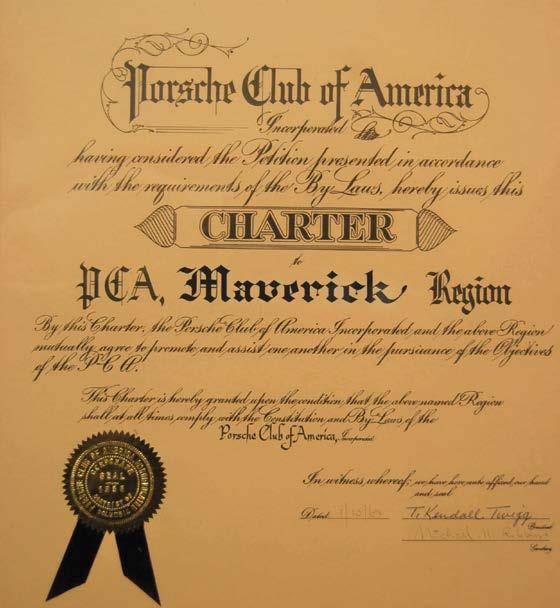 Porsche Club of America
Incorporated
having considered the Petition presented in accordance
with the requirements of the By Laws, hereby issues this
CHARTER
to
PCA, Maverick Region
By this Charter, the Porsche Club of America Incorporated and the above Region
mutually agree to promote and assist one another in the pursuance of the Objectives
of the P C A.
This Charter is hereby granted upon the condition that the above named Region
shall at all times comply with the Constitution and By Laws of the
Porsche Club of America, Incorporated
SEAL
In witness whereof, we have here unto affixed our hand
and seal
Dated
T. Kendall Twigg
President
Michael
Secretary